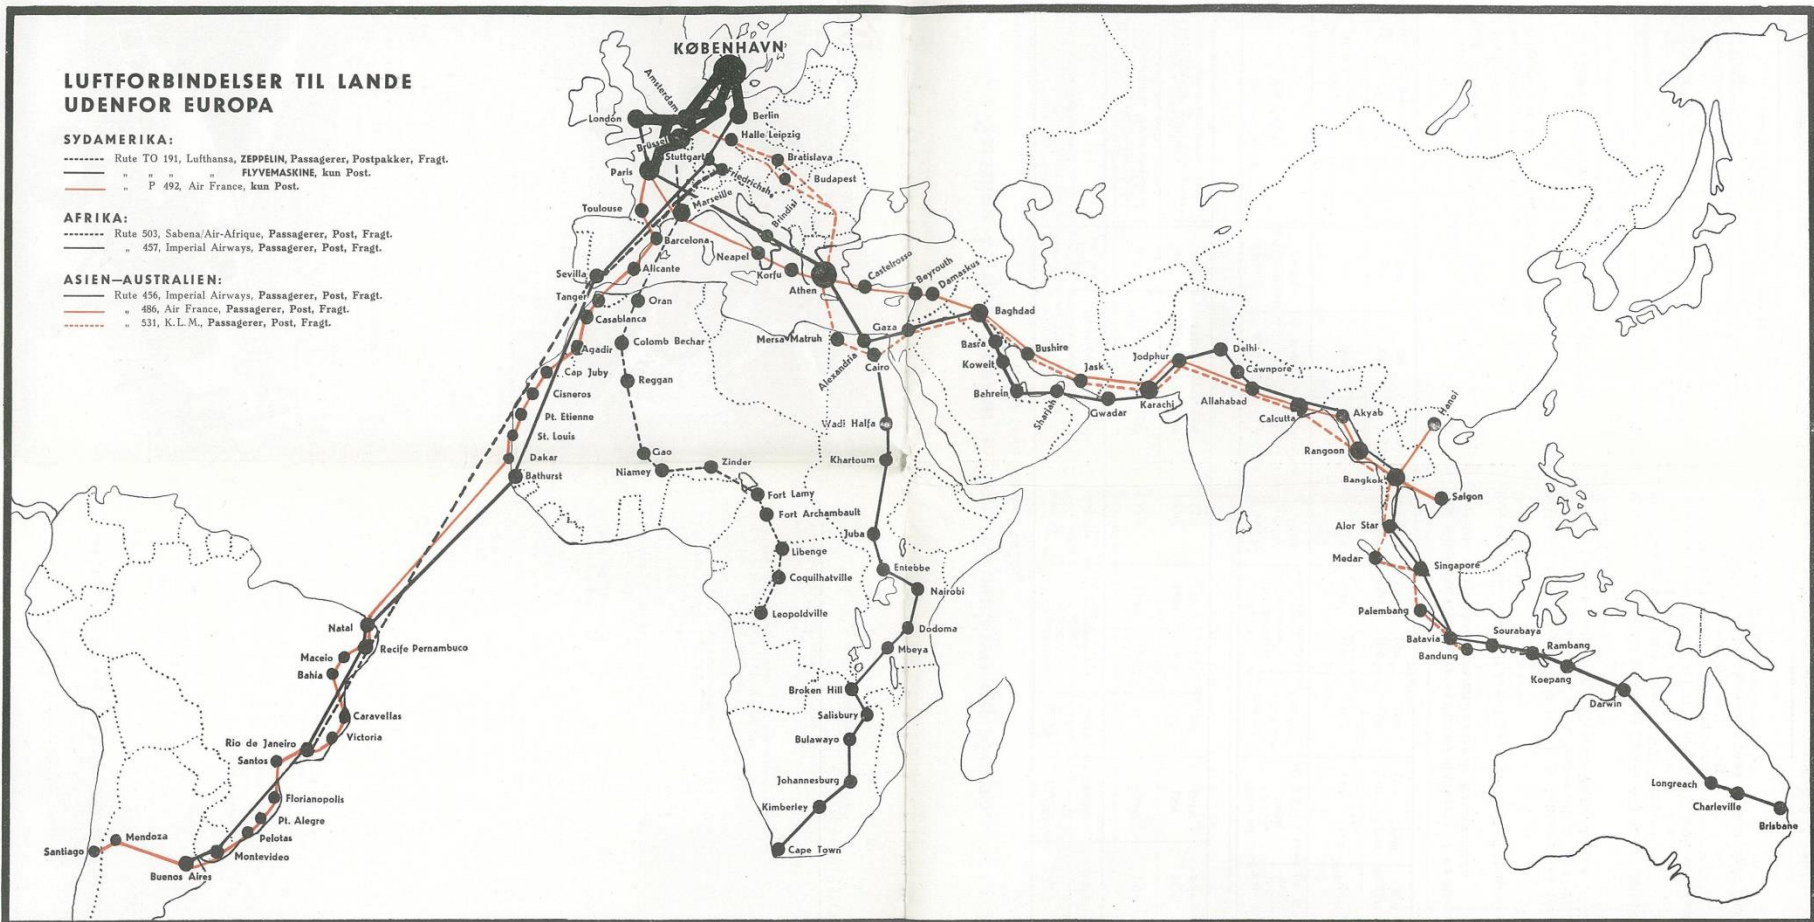 LUFTFORBINDELSER TIL LANDE
UDENFOR EUROPA
SYDAMERIKA:
Rute TO 191, Lufthansa, ZEPPELIN, Passagerer, Postpakker, Fragt.
„ „ „ „ FLYVEMASKINE, kun Post.
„ P 492, Air France, kun Post.
AFRIKA:
Rute 503, Sabena/Air-Afrique, Passagerer, Post, Fragt.
„ 457, Imperial Airways, Passagerer, Post, Fragt.
ASIEN—AUSTRALIEN:
Rute 456, Imperial Airways, Passagerer, Post, Fragt.
„ 486, Air France, Passagerer, Post, Fragt.
„ 531, K.L.M., Passagerer, Post, Fragt.
KØBENHAVN
Amsterdam
London
Berlin
Brüssel
Halle Leipzig
Stuttgart
Bratislava
Paris
Friedrichsh.
Budapest
Marseille
Toulouse
Brindisi
Barcelona
Neapel
Castelrosso
Beyrouth
Damaskus
Sevilla
Alicante
Korfu
Athen
Tanger
Oran
Baghdad
Casablanca
Gaza
Colomb Bechar
Mersa Matruh
Alexandria
Cairo
Basra
Bushire
Agadir
Koweit
Jask
Jodphur
Delhi
Cap Juby
Cawnpore
Reggan
Bahrein
Sharjah
Gwadar
Karachi
Allahabad
Cisneros
Calcutta
Akyab
Hanoi
Pt. Etienne
Wadi Halfa
St. Louis
Gao
Rangoon
Dakar
Khartoum
Niamey
Zinder
Bathurst
Bangkok
Saigon
Fort Lamy
Fort Archambault
Alor Star
Juba
Libenge
Medar
Entebbe
Singapore
Coquilhatville
Nairobi
Leopoldville
Palembang
Natal
Dodoma
Batavia
Sourabaya
Recife Pernambuco
Mbeya
Bandung
Rambang
Maceio
Koepang
Bahia
Broken Hill
Darwin
Caravellas
Salisbury
Victoria
Bulawayo
Rio de Janeiro
Santos
Johannesburg
Longreach
Florianopolis
Kimberley
Charleville
Pt. Alegre
Brisbane
Mendoza
Pelotas
Santiago
Montevideo
Cape Town
Buenos Aires